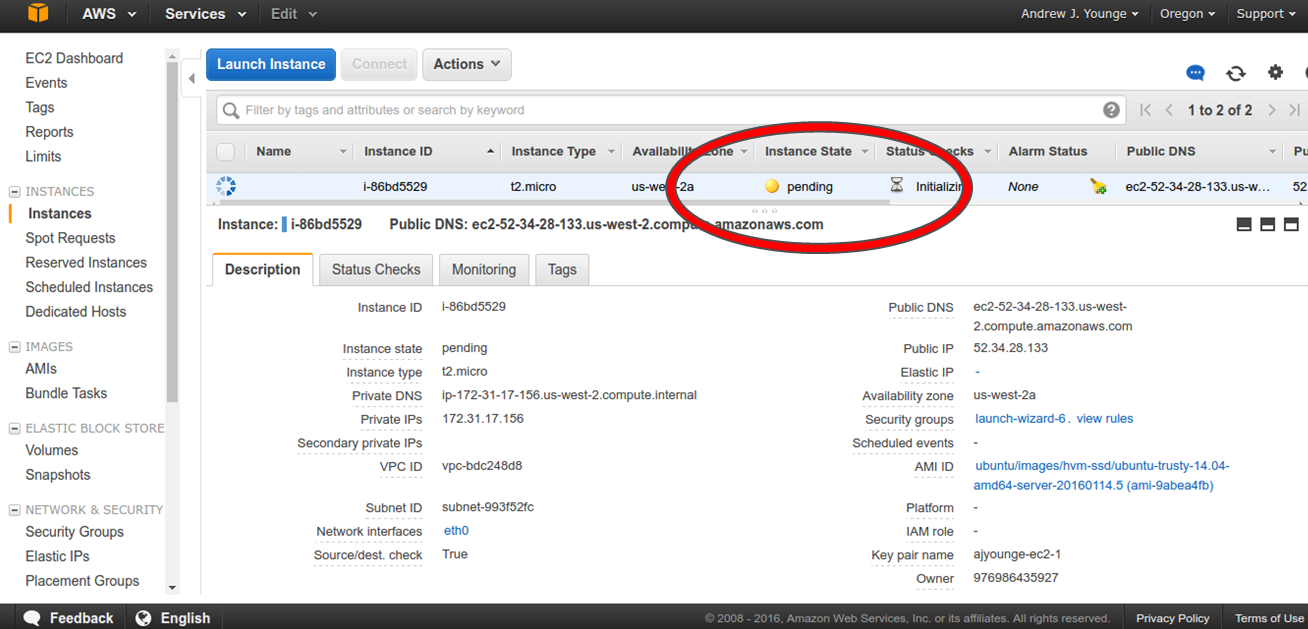 AWS Services Edit Andrew J. Younge Oregon Support
EC2 Dashboard
Events
Tags
Reports
Limits
INSTANCES
Instances
Spot Requests
Reserved Instances
Scheduled Instances
Dedicated Hosts
IMAGES
AMIs
Bundle Tasks
ELASTIC BLOCK STORE
Volumes
Snapshots
NETWORK & SECURITY
Security Groups
Elastic IPs
Placement Groups
Launch Instance Connect Actions
Filter by tags and attributes or search by keyword ? 1 to 2 of 2
Name Instance ID Instance Type Availability Zone Instance State Status Checks Alarm Status Public DNS Pu
i-86bd5529 t2.micro us-west-2a pending Initializin None ec2-52-34-28-133.us-w… 52
Instance: i-86bd5529 Public DNS: ec2-52-34-28-133.us-west-2.compute.amazonaws.com
Description Status Checks Monitoring Tags
Instance ID i-86bd5529
Instance state pending
Instance type t2.micro
Private DNS ip-172-31-17-156.us-west-2.compute.internal
Private IPs 172.31.17.156
Secondary private IPs
VPC ID vpc-bdc248d8
Subnet ID subnet-993f52fc
Network interfaces eth0
Source/dest. check True
Public DNS ec2-52-34-28-133.us-west-
2.compute.amazonaws.com
Public IP 52.34.28.133
Elastic IP -
Availability zone us-west-2a
Security groups launch-wizard-6 . view rules
Scheduled events -
AMI ID ubuntu/images/hvm-ssd/ubuntu-trusty-14.04-
amd64-server-20160114.5 (ami-9abea4fb)
Platform -
IAM role -
Key pair name ajyounge-ec2-1
Owner 976986435927
Feedback English © 2008 - 2016, Amazon Web Services, Inc. or its affiliates. All rights reserved. Privacy Policy Terms of Use